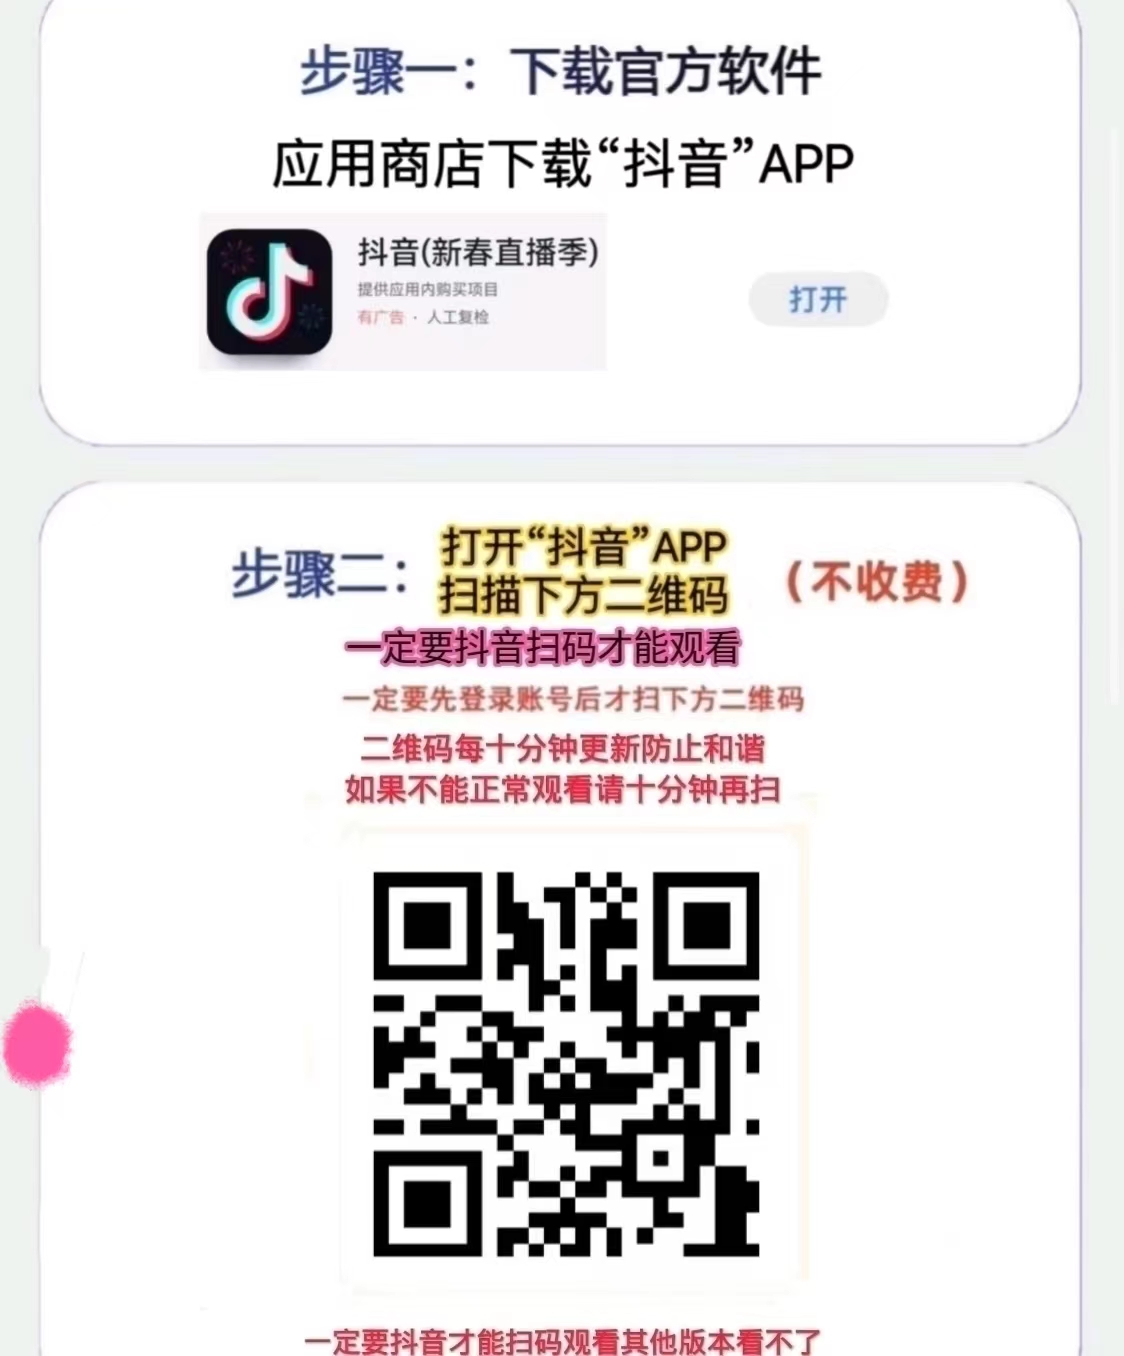 步骤一：下载官方软件
应用商店下载“抖音”APP
抖音(新春直播季)
提供应用内购买项目
有广告 · 人工复检
打开
步骤二：
打开“抖音”APP
扫描下方二维码
（不收费）
一定要抖音扫码才能观看
一定要先登录账号后才扫下方二维码
二维码每十分钟更新防止和谐
如果不能正常观看请十分钟再扫
一定要抖音才能扫码观看其他版本看不了